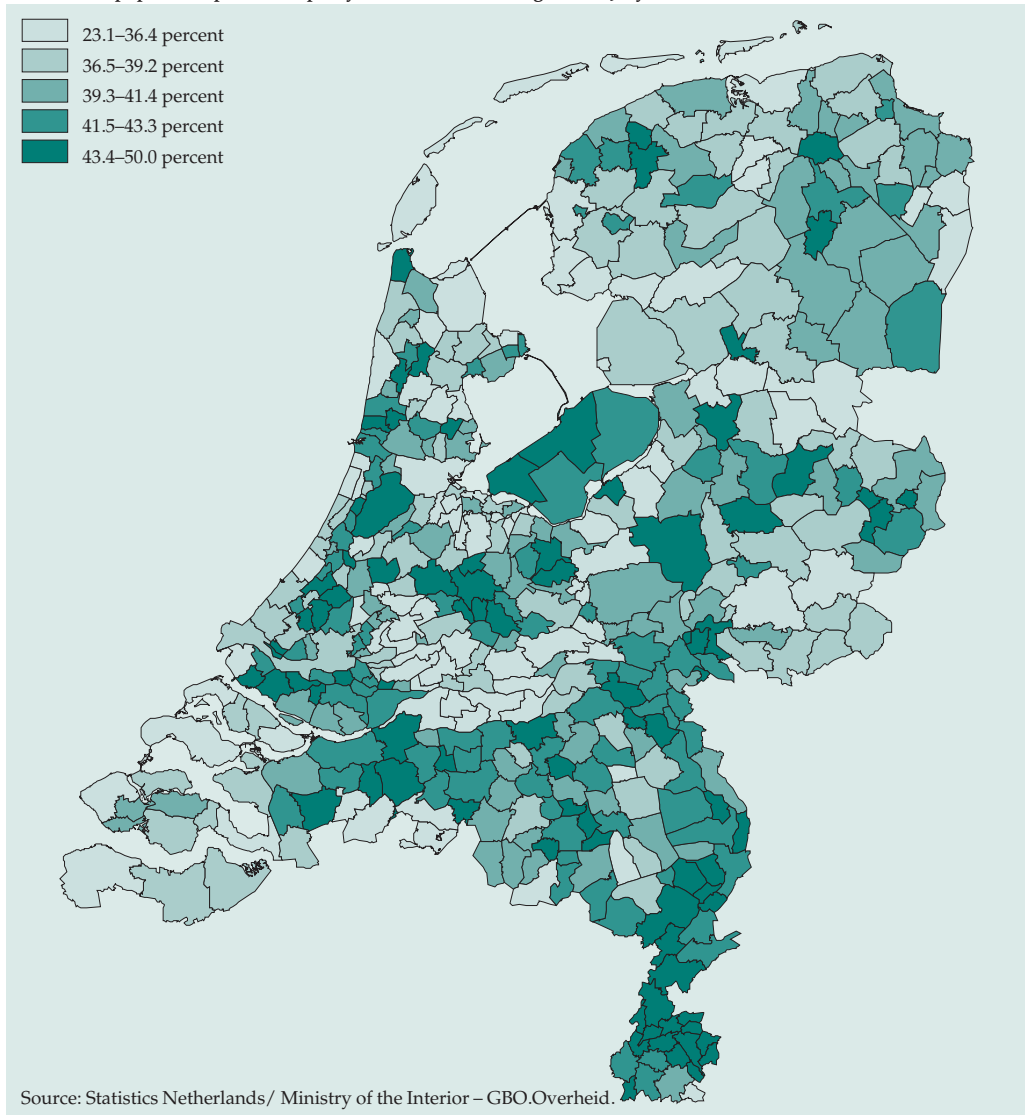 23.1–36.4 percent
36.5–39.2 percent
39.3–41.4 percent
41.5–43.3 percent
43.4–50.0 percent
Source: Statistics Netherlands/ Ministry of the Interior – GBO.Overheid.